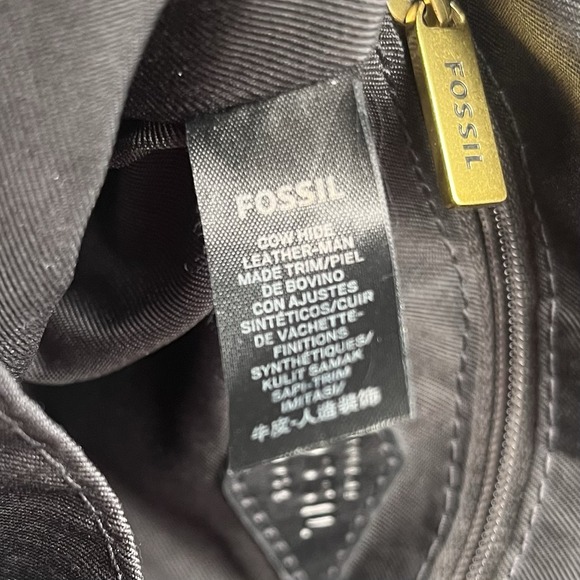 FOSSIL
FOSSIL
COW HIDE
LEATHER-MAN
MADE TRIM/PIEL
DE BOVINO
CON AJUSTES
SINTÉTICOS/CUIR
DE VACHETTE-
FINITIONS
SYNTHÉTIQUES/
KULIT SAMAK
SAPI-TRIM
IMITASI/
牛皮-人造装饰